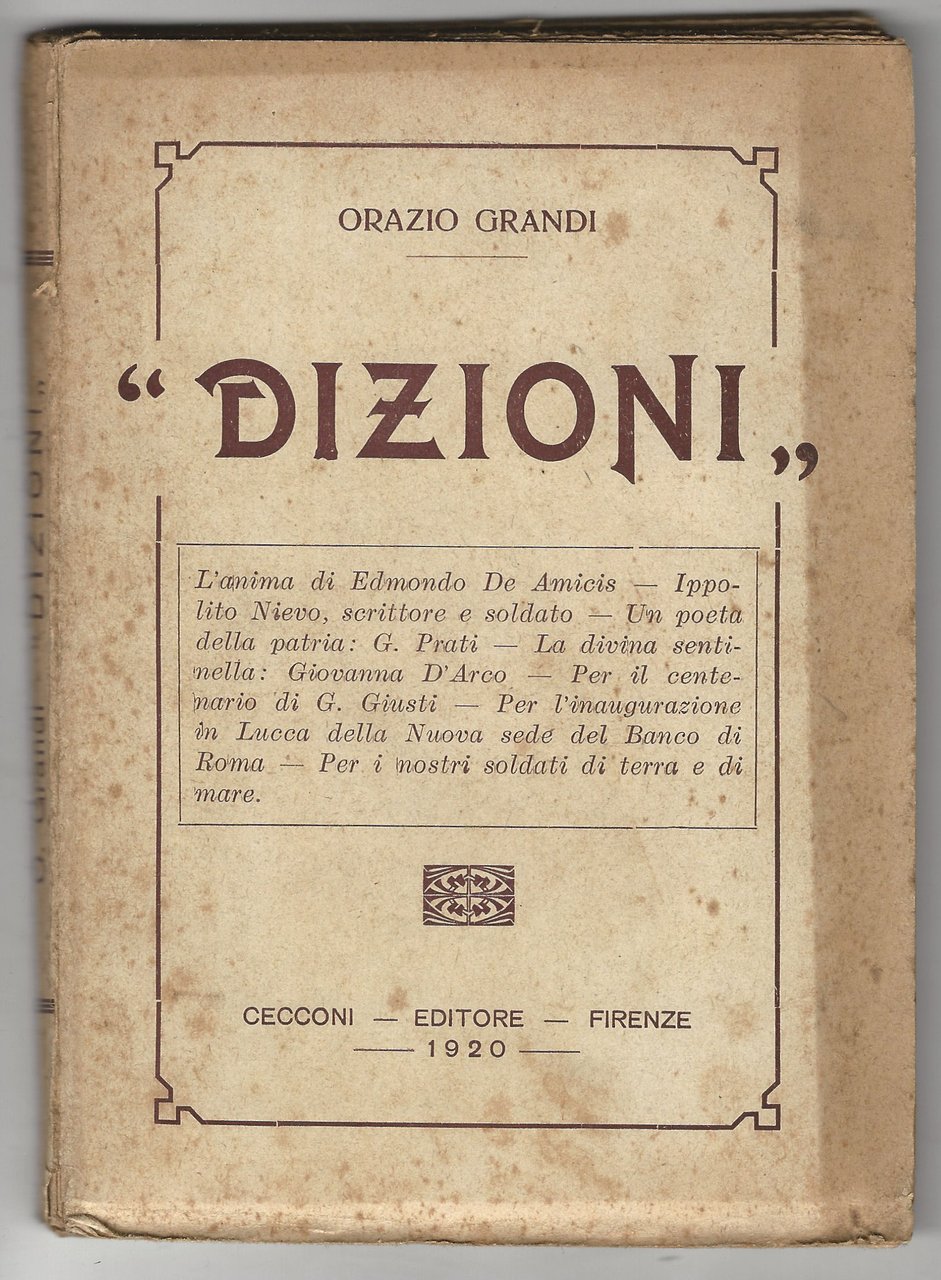 ORAZIO GRANDI
“DIZIONI„
L'anima di Edmondo De Amicis — Ippo-
lito Nievo, scrittore e soldato — Un poeta
della patria: G. Prati — La divina senti-
nella: Giovanna D'Arco — Per il cente-
nario di G. Giusti — Per l'inaugurazione
in Lucca della Nuova sede del Banco di
Roma — Per i nostri soldati di terra e di
mare.
CECCONI — EDITORE — FIRENZE
— 1920 —
O. Grandi — “DIZIONI„